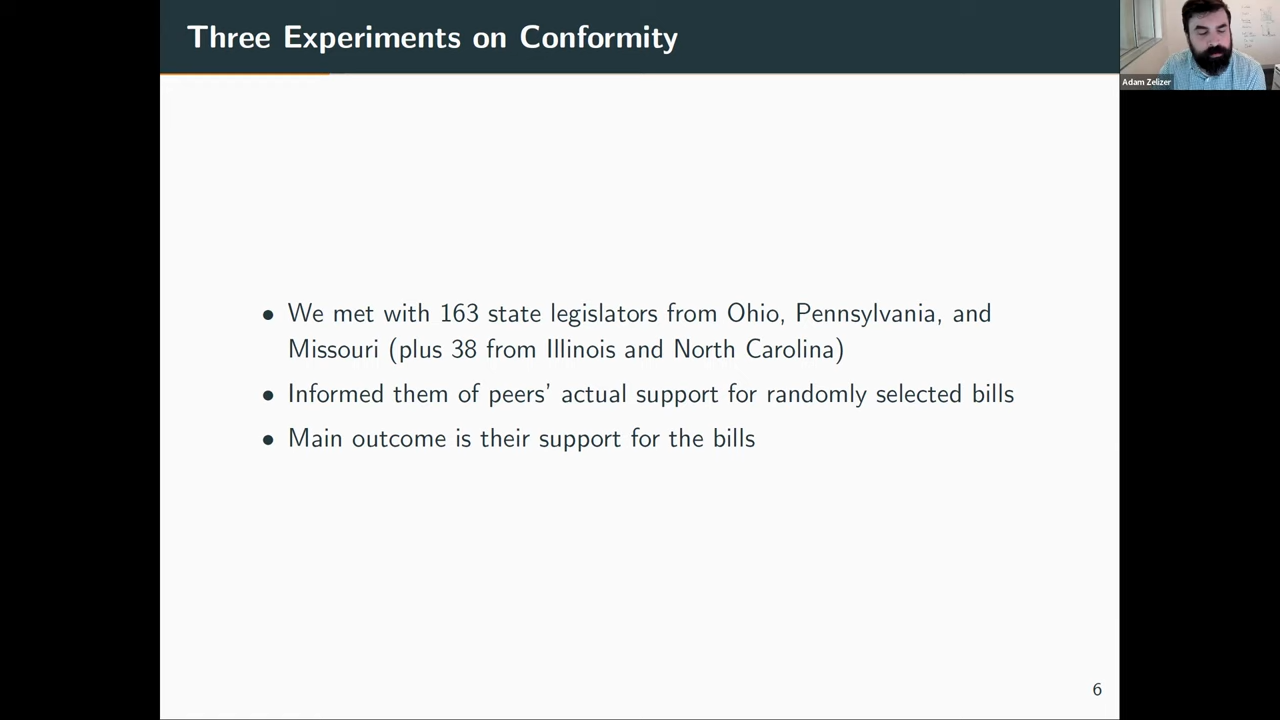 Three Experiments on Conformity
Adam Zelizer
• We met with 163 state legislators from Ohio, Pennsylvania, and
Missouri (plus 38 from Illinois and North Carolina)
• Informed them of peers' actual support for randomly selected bills
• Main outcome is their support for the bills
6